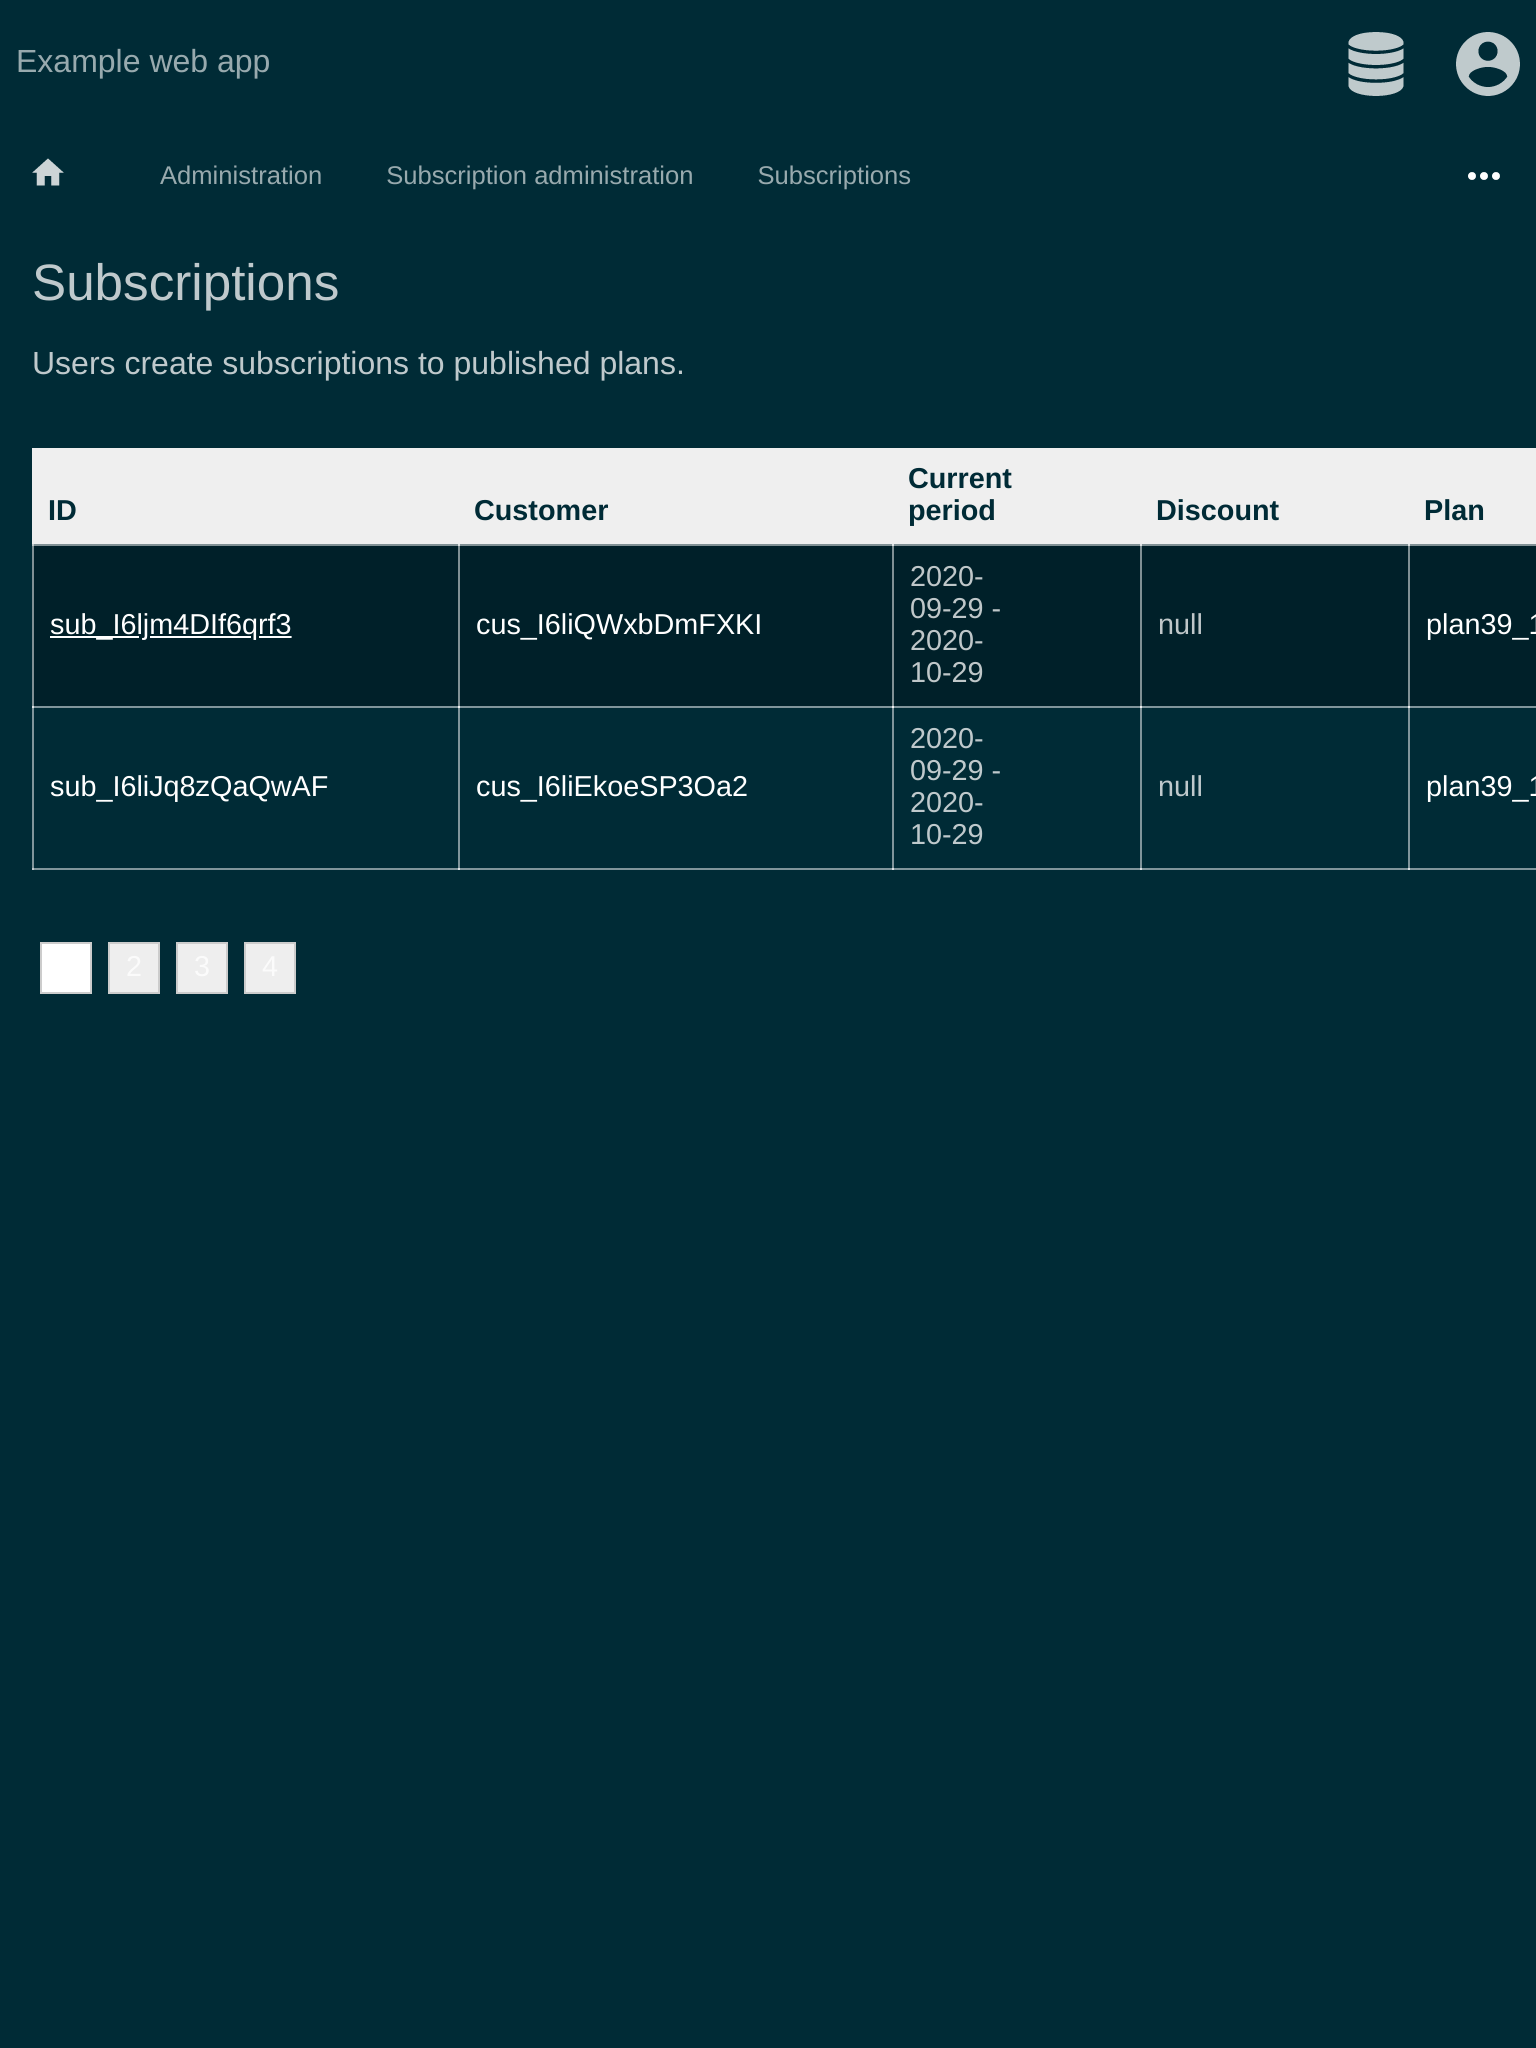 Example web app
Administration Subscription administration Subscriptions
Subscriptions
Users create subscriptions to published plans.
ID Customer Current period Discount Plan
sub_I6ljm4DIf6qrf3 cus_I6liQWxbDmFXKI 2020-09-29 - 2020-10-29 null plan39_1
sub_I6liJq8zQaQwAF cus_I6liEkoeSP3Oa2 2020-09-29 - 2020-10-29 null plan39_1
2 3 4